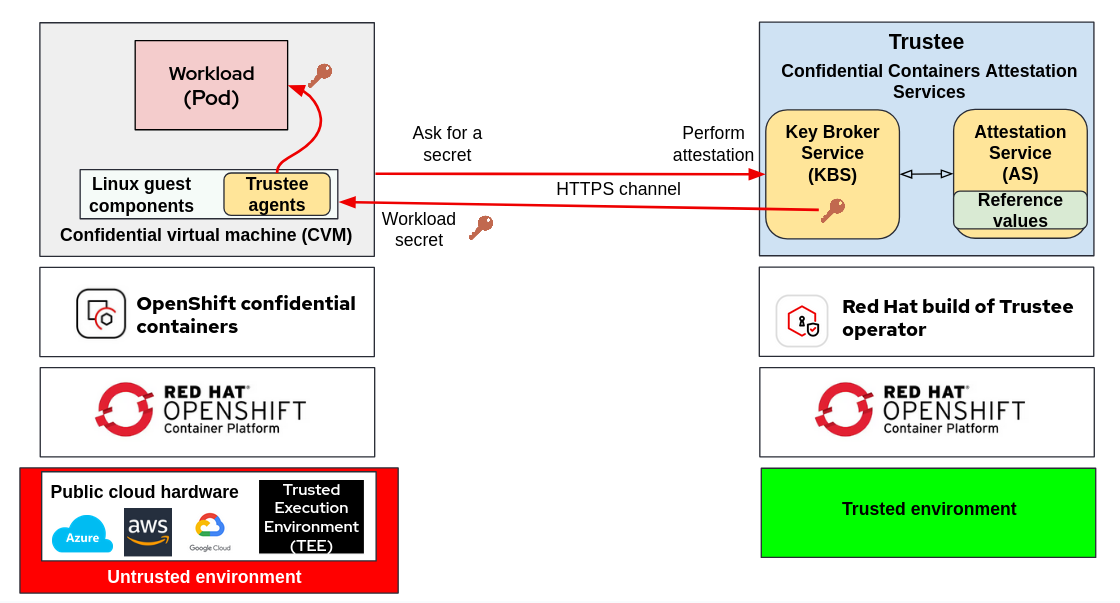 Workload
(Pod)
Linux guest
components
Trustee
agents
Confidential virtual machine (CVM)
Ask for a
secret
Perform
attestation
HTTPS channel
Workload
secret
Trustee
Confidential Containers Attestation
Services
Key Broker
Service
(KBS)
Attestation
Service
(AS)
Reference
values
OpenShift confidential
containers
Red Hat build of Trustee
operator
RED HAT®
OPENSHIFT
Container Platform
RED HAT®
OPENSHIFT
Container Platform
Public cloud hardware
Azure
aws
Google Cloud
Trusted
Execution
Environment
(TEE)
Untrusted environment
Trusted environment